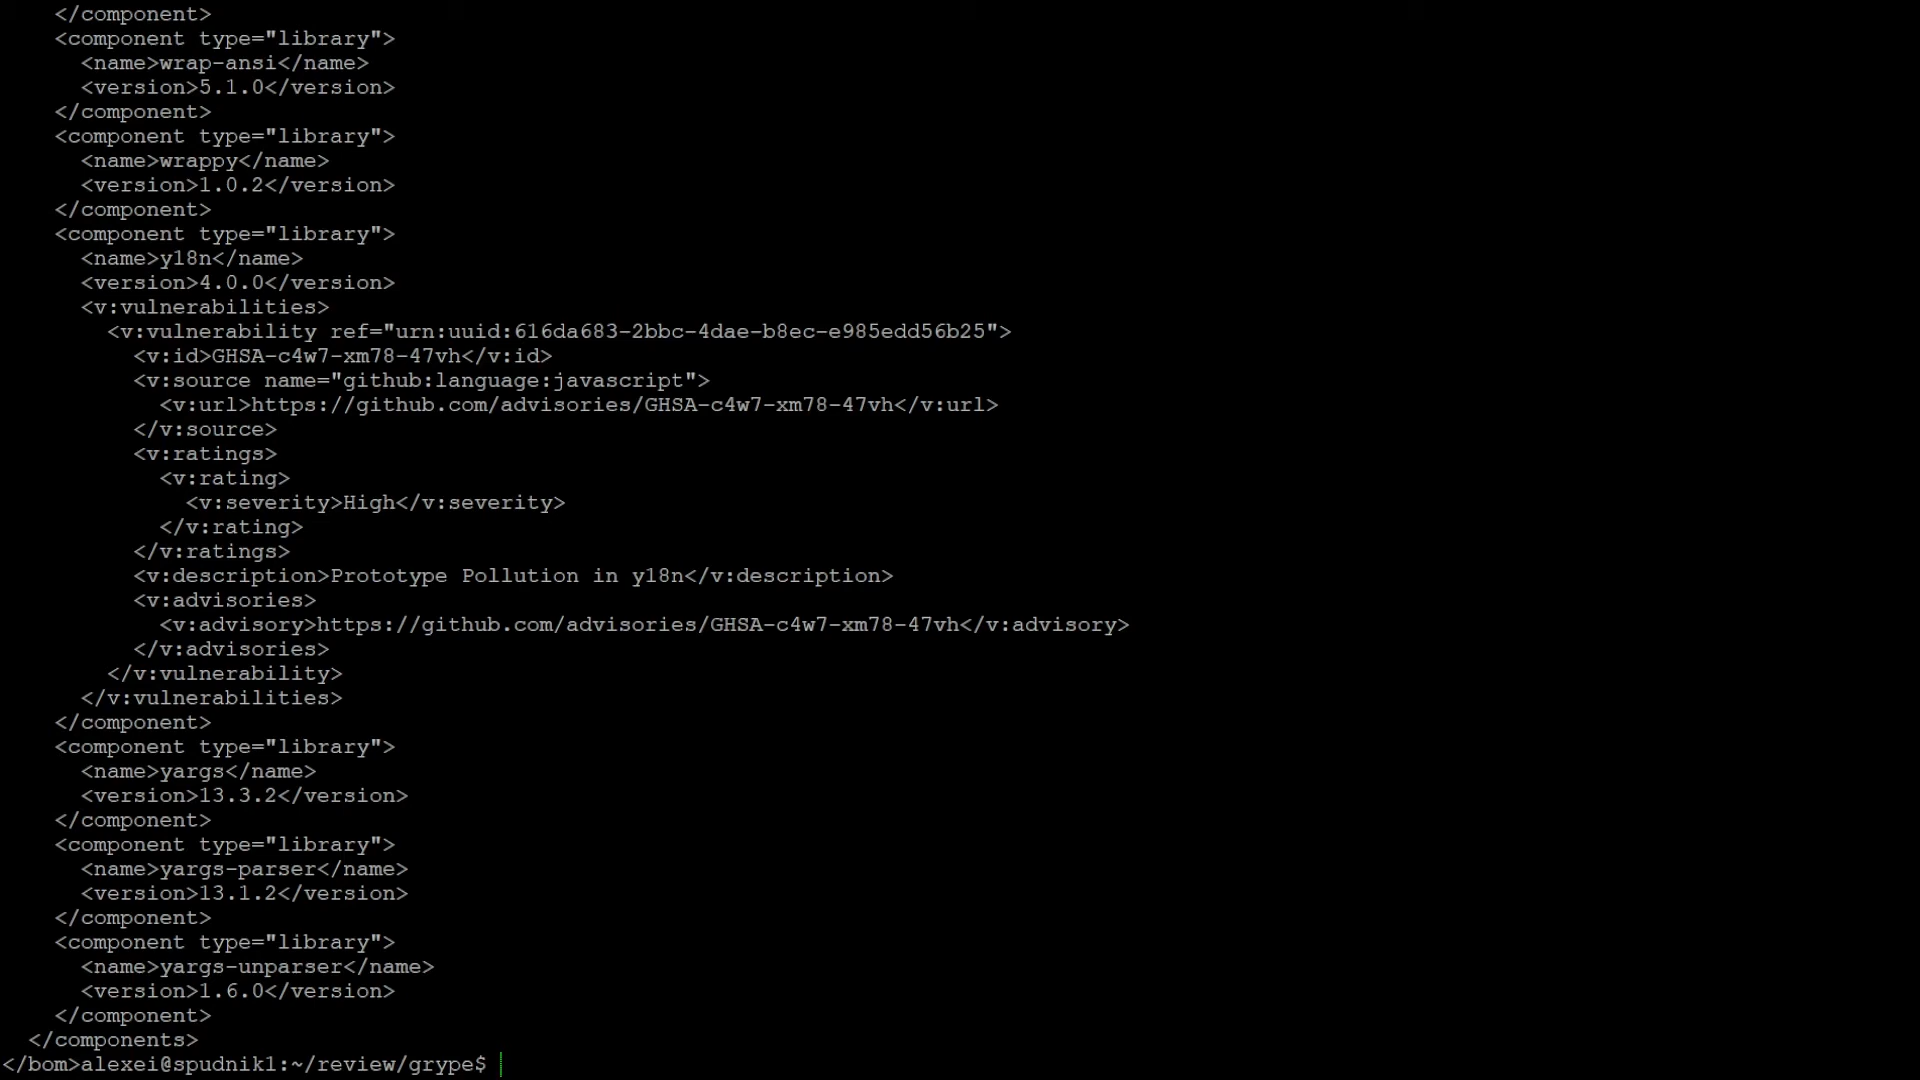 </component>
    <component type="library">
      <name>wrap-ansi</name>
      <version>5.1.0</version>
    </component>
    <component type="library">
      <name>wrappy</name>
      <version>1.0.2</version>
    </component>
    <component type="library">
      <name>y18n</name>
      <version>4.0.0</version>
      <v:vulnerabilities>
        <v:vulnerability ref="urn:uuid:616da683-2bbc-4dae-b8ec-e985edd56b25">
          <v:id>GHSA-c4w7-xm78-47vh</v:id>
          <v:source name="github:language:javascript">
            <v:url>https://github.com/advisories/GHSA-c4w7-xm78-47vh</v:url>
          </v:source>
          <v:ratings>
            <v:rating>
              <v:severity>High</v:severity>
            </v:rating>
          </v:ratings>
          <v:description>Prototype Pollution in y18n</v:description>
          <v:advisories>
            <v:advisory>https://github.com/advisories/GHSA-c4w7-xm78-47vh</v:advisory>
          </v:advisories>
        </v:vulnerability>
      </v:vulnerabilities>
    </component>
    <component type="library">
      <name>yargs</name>
      <version>13.3.2</version>
    </component>
    <component type="library">
      <name>yargs-parser</name>
      <version>13.1.2</version>
    </component>
    <component type="library">
      <name>yargs-unparser</name>
      <version>1.6.0</version>
    </component>
  </components>
</bom>alexei@spudnik1:~/review/grype$